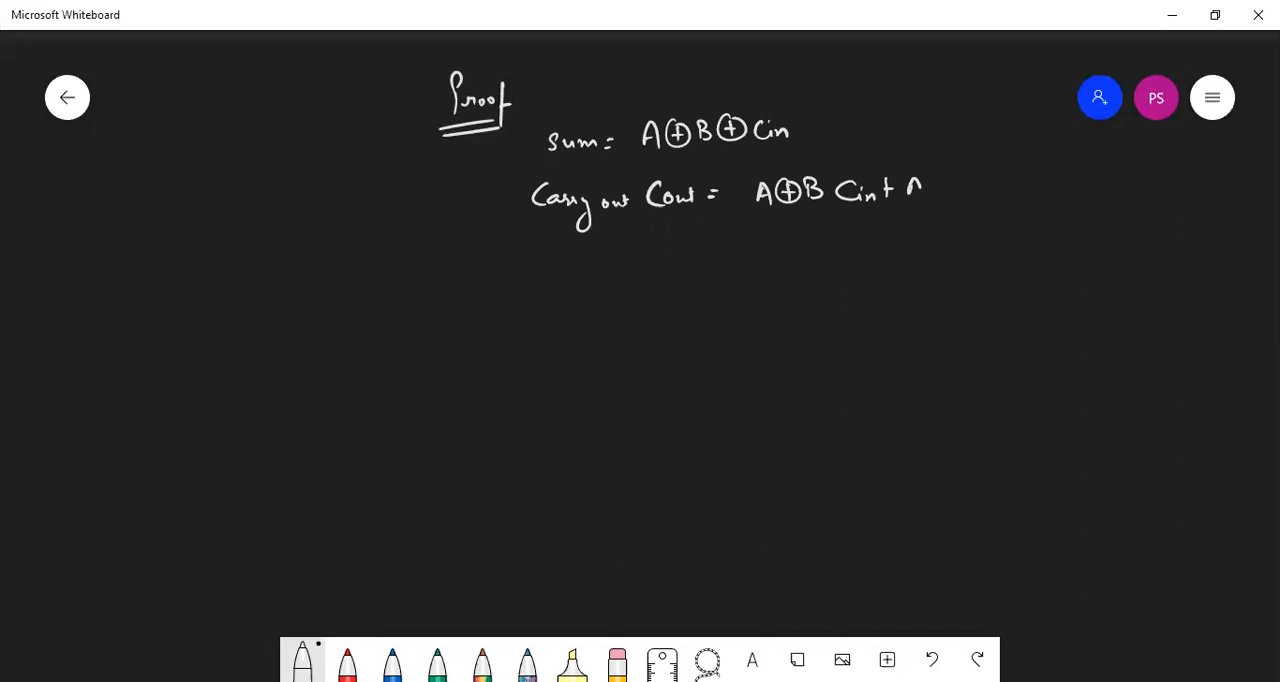 Microsoft Whiteboard
PS
Proof
sum = A⊕B⊕Cin
Carry out Cout = A⊕B Cin +
A